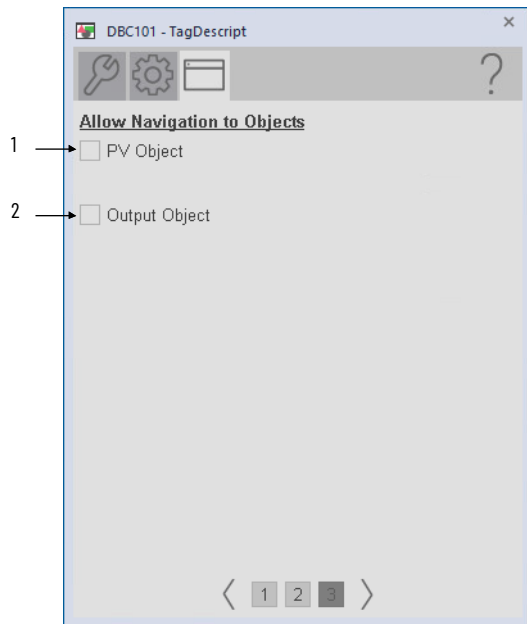 DBC101 - TagDescript
×
?
Allow Navigation to Objects
1
PV Object
2
Output Object
1 2 3